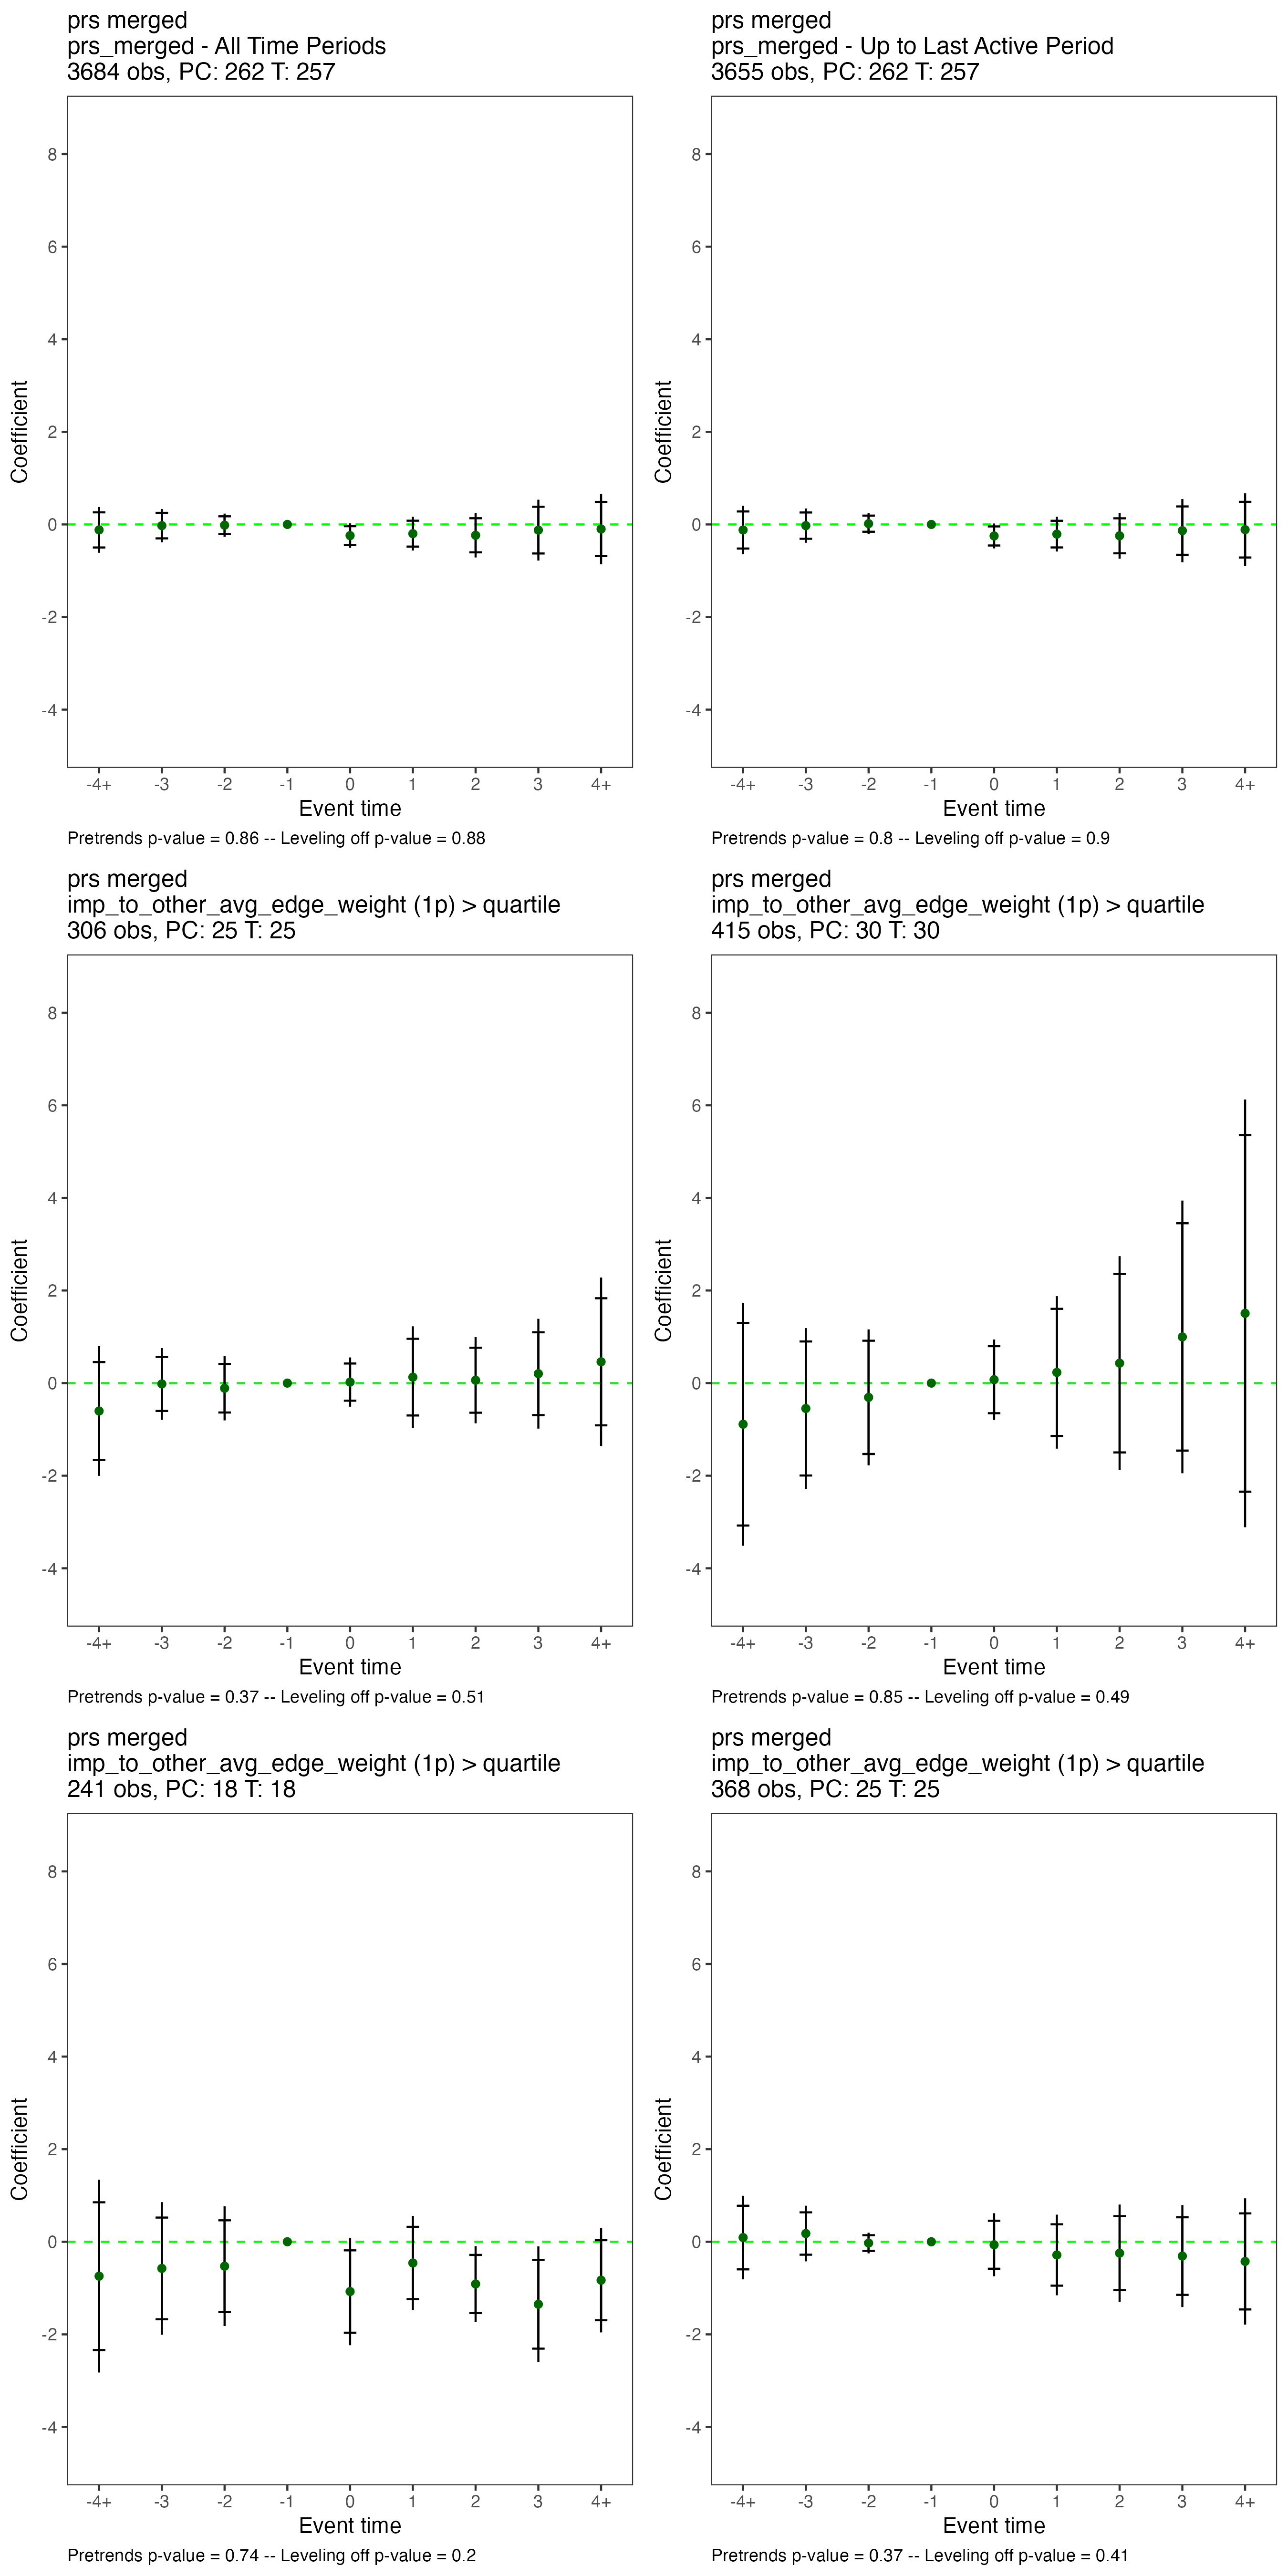 prs merged
prs_merged - All Time Periods
3684 obs, PC: 262 T: 257
8
6
4
2
0
-2
-4
Coefficient
-4+ -3 -2 -1 0 1 2 3 4+
Event time
Pretrends p-value = 0.86 -- Leveling off p-value = 0.88
prs merged
prs_merged - Up to Last Active Period
3655 obs, PC: 262 T: 257
8
6
4
2
0
-2
-4
Coefficient
-4+ -3 -2 -1 0 1 2 3 4+
Event time
Pretrends p-value = 0.8 -- Leveling off p-value = 0.9
prs merged
imp_to_other_avg_edge_weight (1p) > quartile
306 obs, PC: 25 T: 25
8
6
4
2
0
-2
-4
Coefficient
-4+ -3 -2 -1 0 1 2 3 4+
Event time
Pretrends p-value = 0.37 -- Leveling off p-value = 0.51
prs merged
imp_to_other_avg_edge_weight (1p) > quartile
415 obs, PC: 30 T: 30
8
6
4
2
0
-2
-4
Coefficient
-4+ -3 -2 -1 0 1 2 3 4+
Event time
Pretrends p-value = 0.85 -- Leveling off p-value = 0.49
prs merged
imp_to_other_avg_edge_weight (1p) > quartile
241 obs, PC: 18 T: 18
8
6
4
2
0
-2
-4
Coefficient
-4+ -3 -2 -1 0 1 2 3 4+
Event time
Pretrends p-value = 0.74 -- Leveling off p-value = 0.2
prs merged
imp_to_other_avg_edge_weight (1p) > quartile
368 obs, PC: 25 T: 25
8
6
4
2
0
-2
-4
Coefficient
-4+ -3 -2 -1 0 1 2 3 4+
Event time
Pretrends p-value = 0.37 -- Leveling off p-value = 0.41